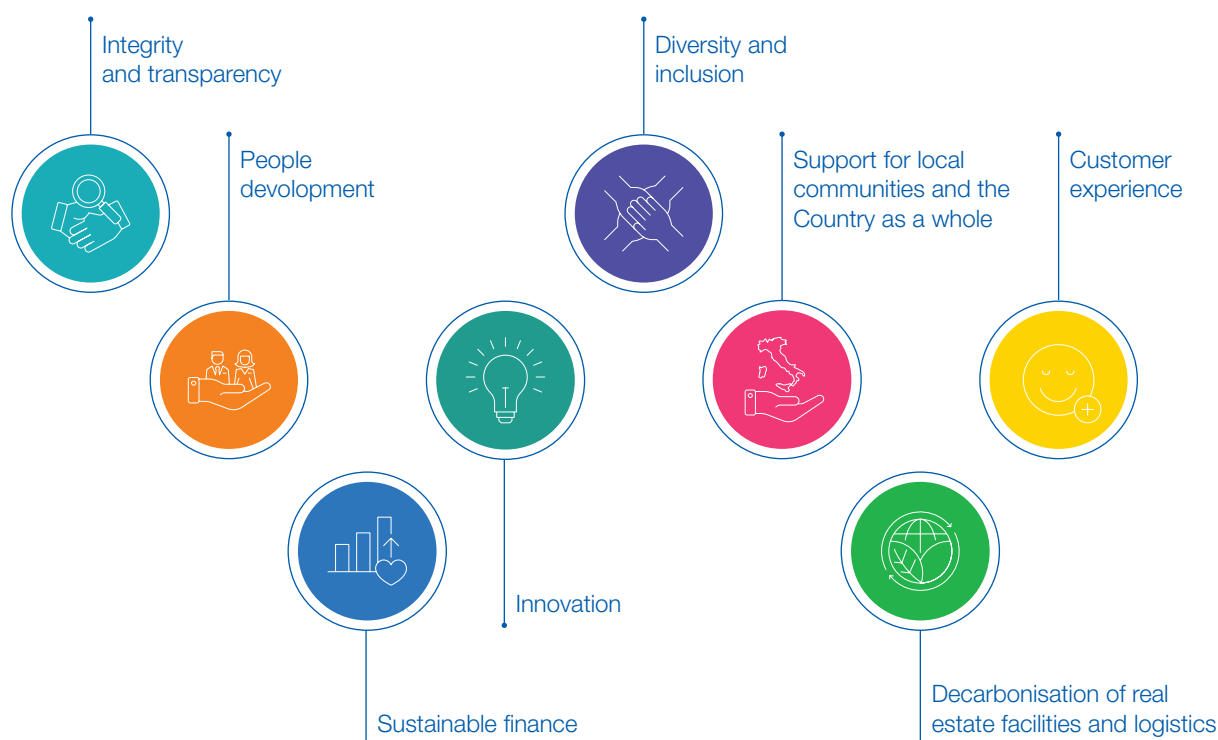 Integrity
and transparency
Diversity and
inclusion
People
devolopment
Support for local
communities and the
Country as a whole
Customer
experience
Innovation
Sustainable finance
Decarbonisation of real
estate facilities and logistics